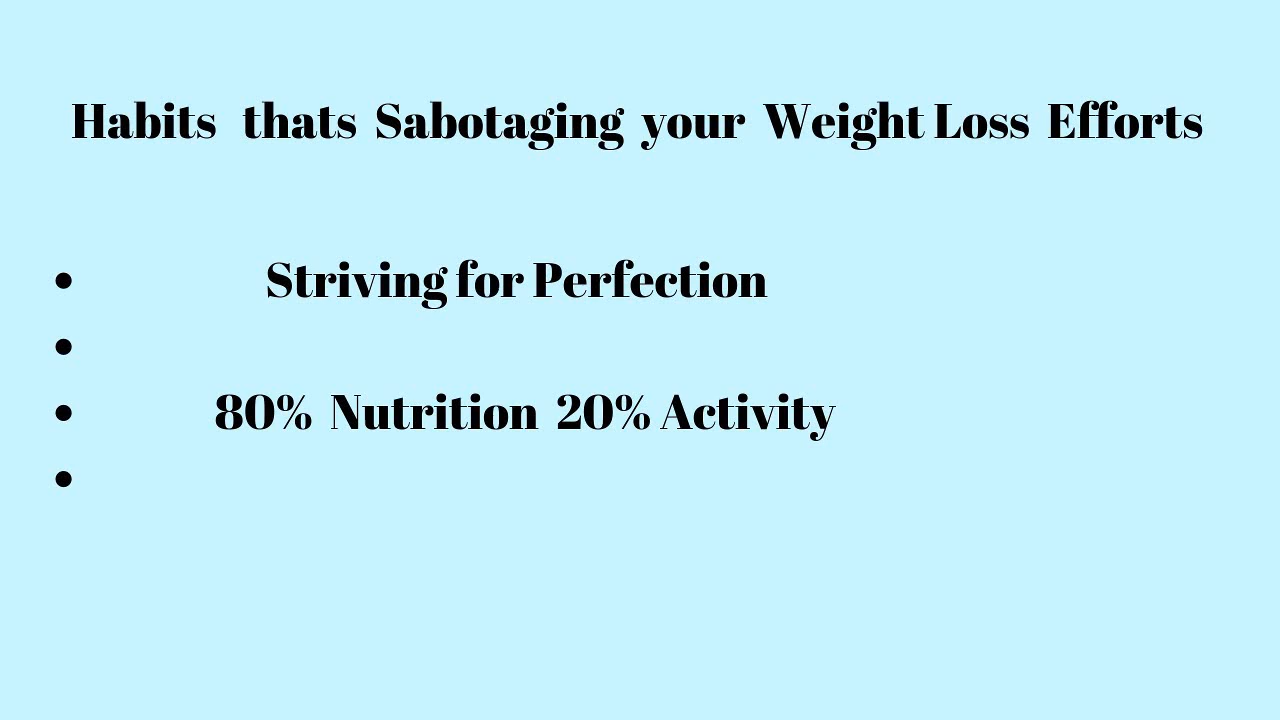 Habits thats Sabotaging your Weight Loss Efforts
• Striving for Perfection
•
• 80% Nutrition 20% Activity
•